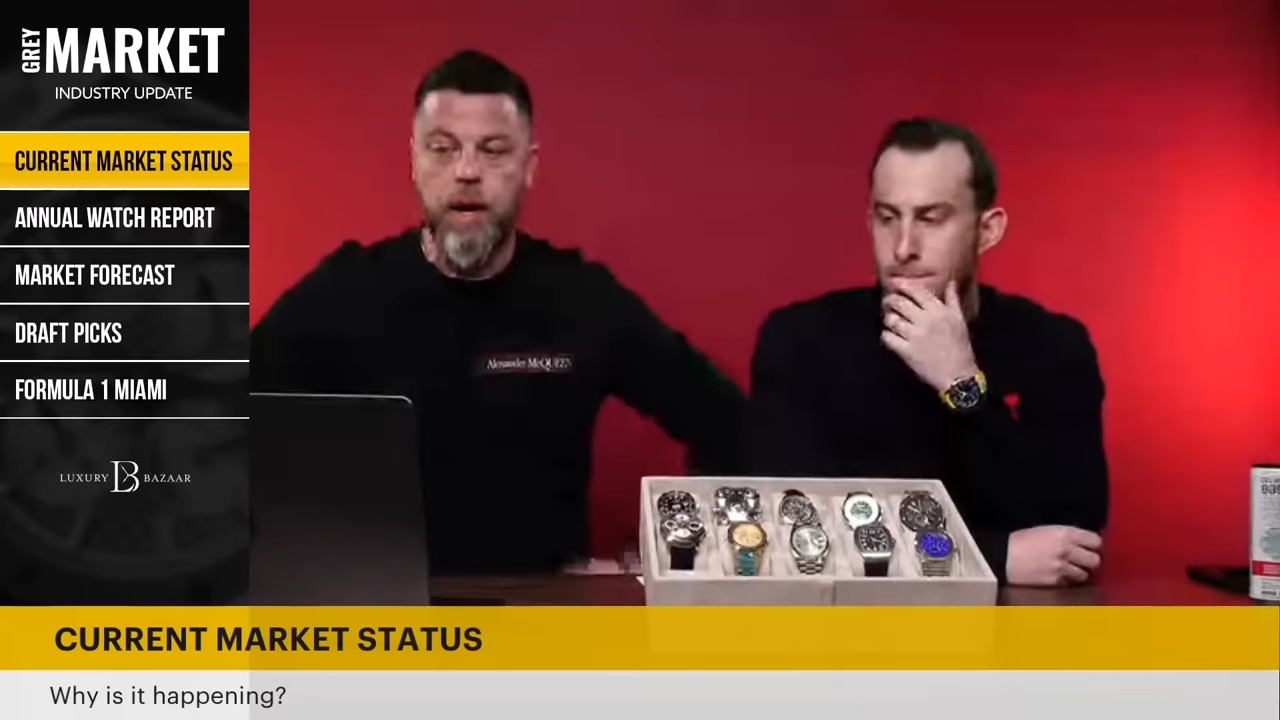 GREY
MARKET
INDUSTRY UPDATE
CURRENT MARKET STATUS
ANNUAL WATCH REPORT
MARKET FORECAST
DRAFT PICKS
FORMULA 1 MIAMI
LUXURY LB BAZAAR
Alexander McQUEEN
CURRENT MARKET STATUS
Why is it happening?